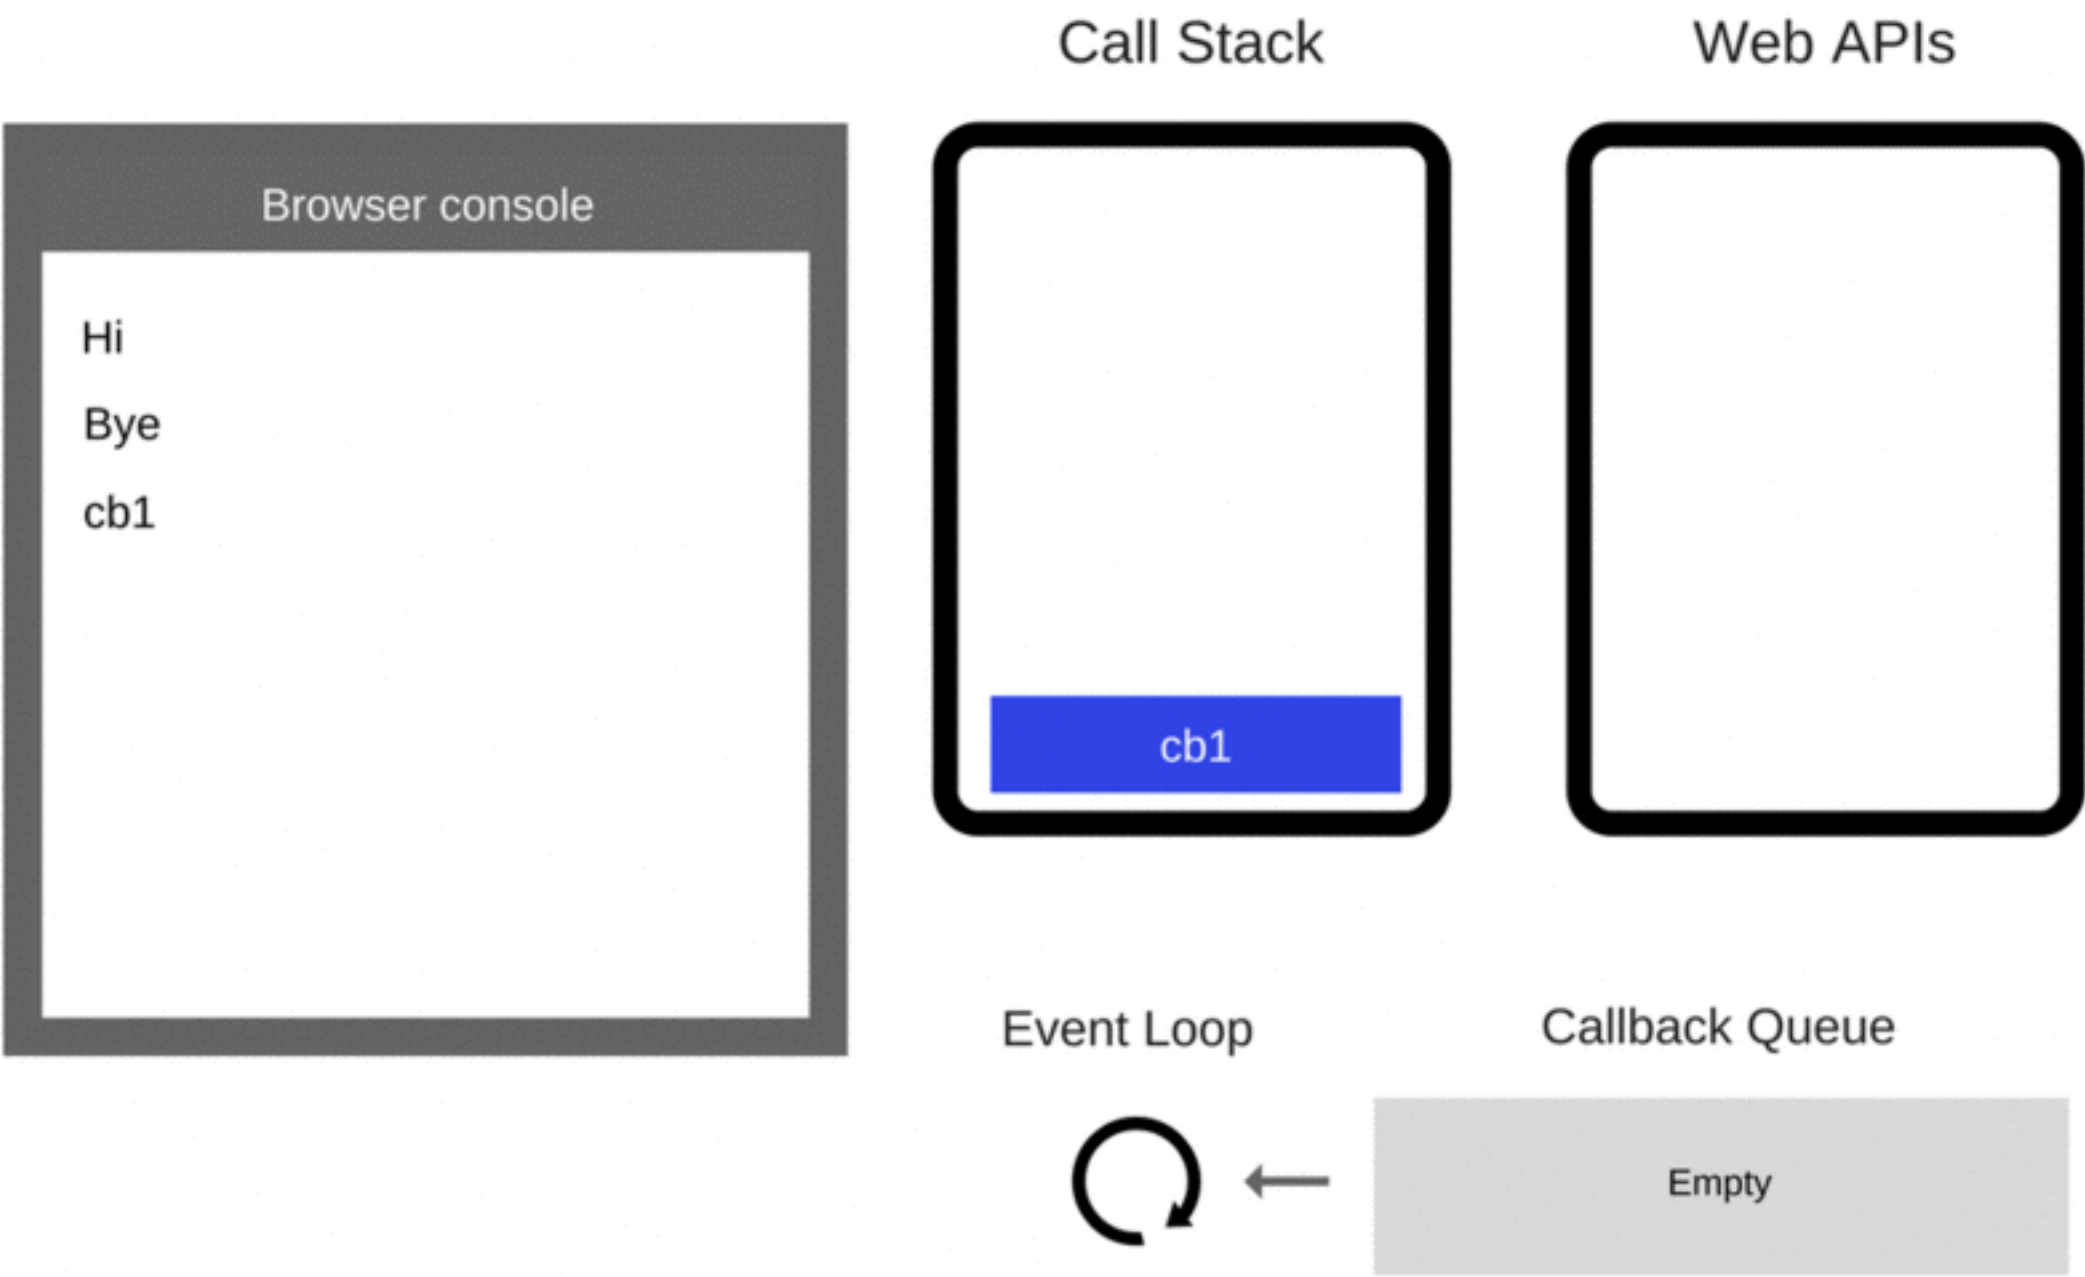 Call Stack
Web APIs
Browser console
Hi
Bye
cb1
cb1
Event Loop
Callback Queue
Empty